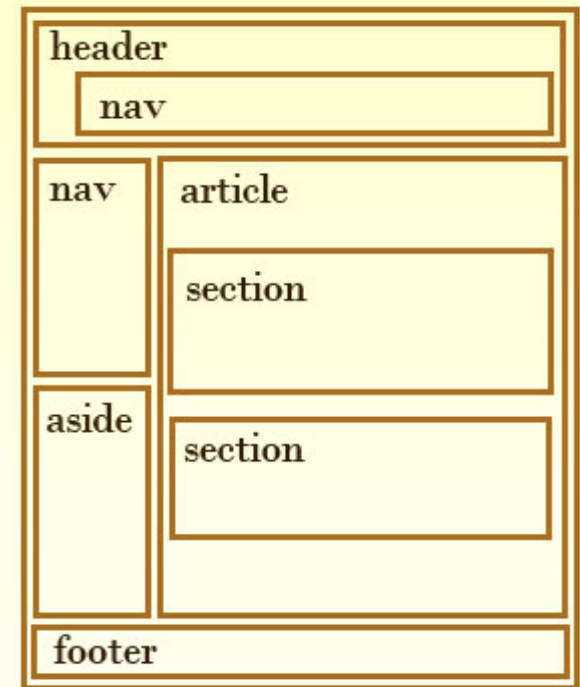 header
nav
nav
article
section
aside
section
footer